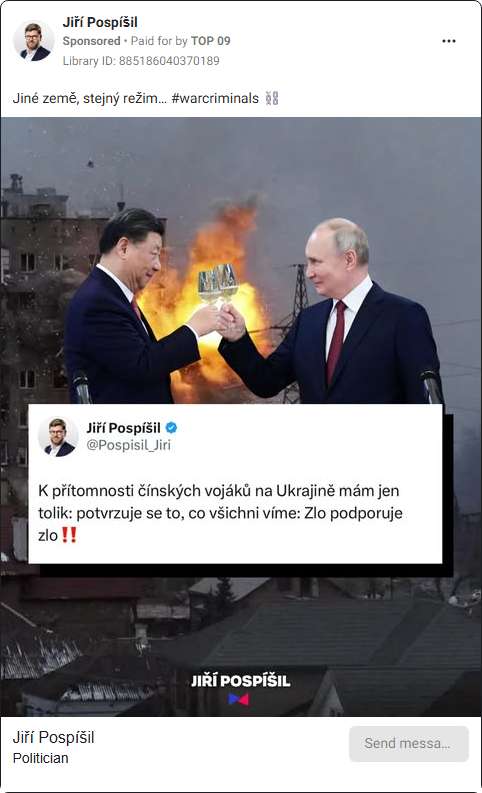 Jiří Pospíšil
Sponsored • Paid for by TOP 09
Library ID: 885186040370189
Jiné země, stejný režim... #warcriminals ⛓️
Jiří Pospíšil
@Pospisil_Jiri
K přítomnosti čínských vojáků na Ukrajině mám jen
tolik: potvrzuje se to, co všichni víme: Zlo podporuje
zlo‼️
JIŘÍ POSPÍŠIL
Jiří Pospíšil
Politician
Send messa...